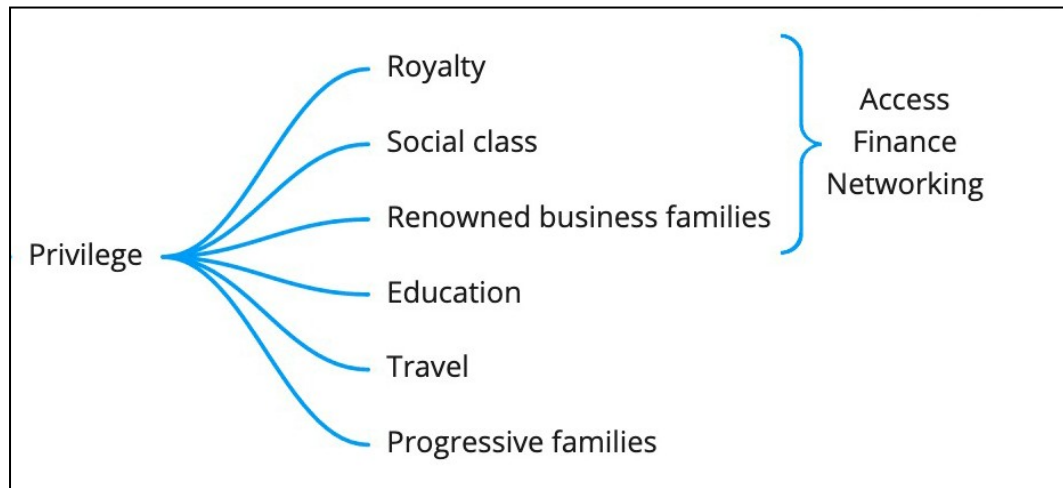 Royalty
Social class
Renowned business families
Privilege
Education
Travel
Progressive families
Access
Finance
Networking